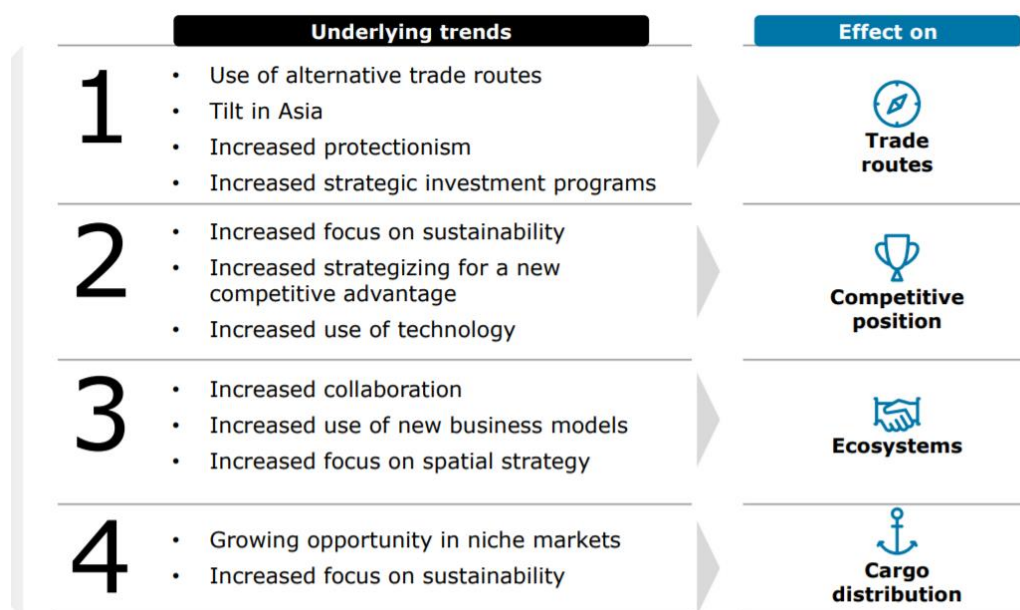 Underlying trends
Effect on
1
• Use of alternative trade routes
• Tilt in Asia
• Increased protectionism
• Increased strategic investment programs
Trade
routes
2
• Increased focus on sustainability
• Increased strategizing for a new
competitive advantage
• Increased use of technology
Competitive
position
3
• Increased collaboration
• Increased use of new business models
• Increased focus on spatial strategy
Ecosystems
4
• Growing opportunity in niche markets
• Increased focus on sustainability
Cargo
distribution